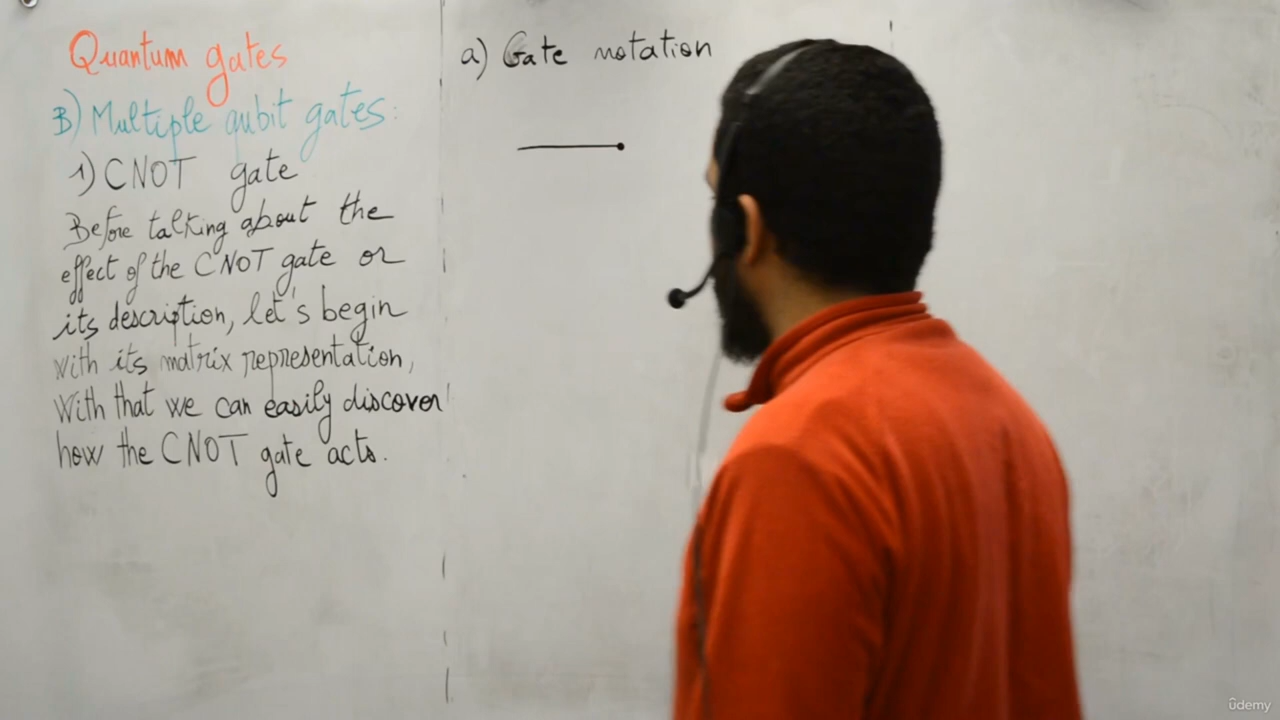 Quantum gates
B) Multiple qubit gates:
1) CNOT gate
Before talking about the
effect of the CNOT gate or
its description, let's begin
with its matrix representation,
With that we can easily discover
how the CNOT gate acts.
a) Gate notation
ûdemy